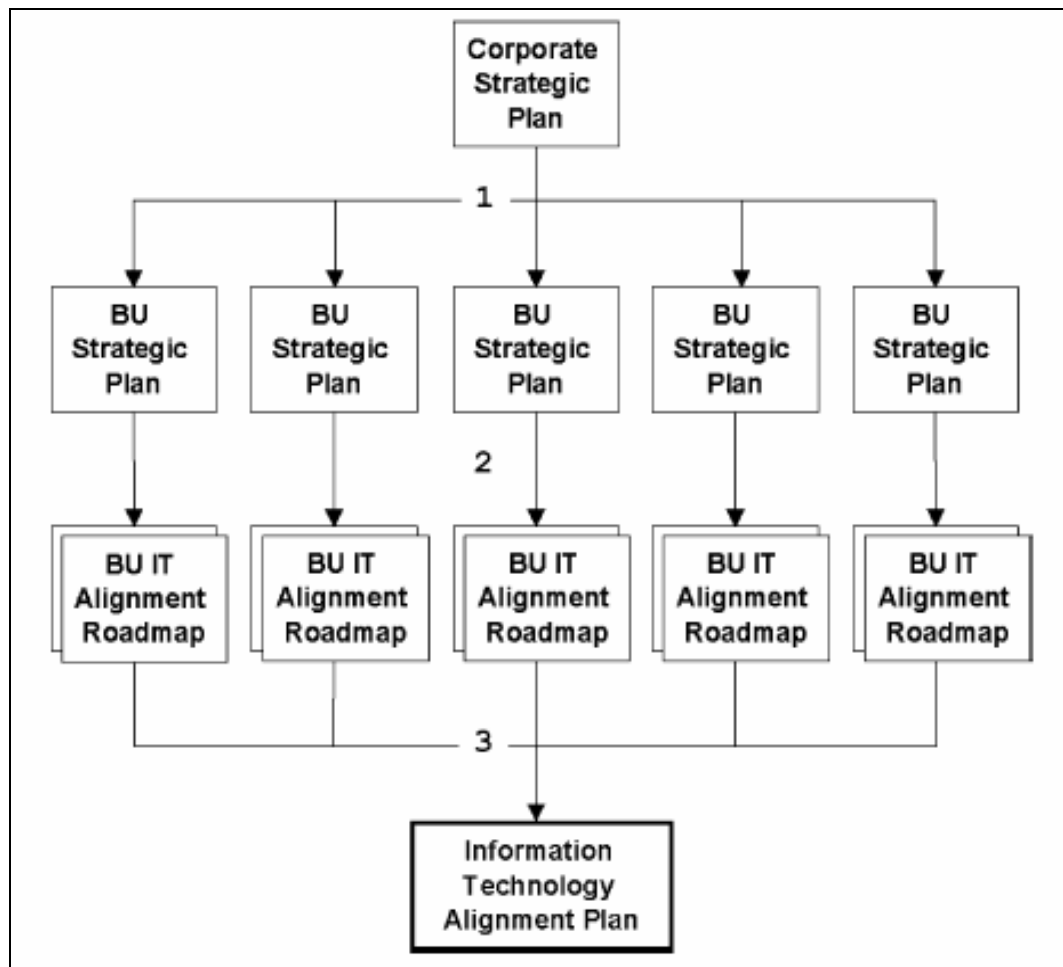 Corporate
Strategic
Plan
1
BU
Strategic
Plan
BU
Strategic
Plan
BU
Strategic
Plan
BU
Strategic
Plan
BU
Strategic
Plan
2
BU IT
Alignment
Roadmap
BU IT
Alignment
Roadmap
BU IT
Alignment
Roadmap
BU IT
Alignment
Roadmap
BU IT
Alignment
Roadmap
3
Information
Technology
Alignment Plan